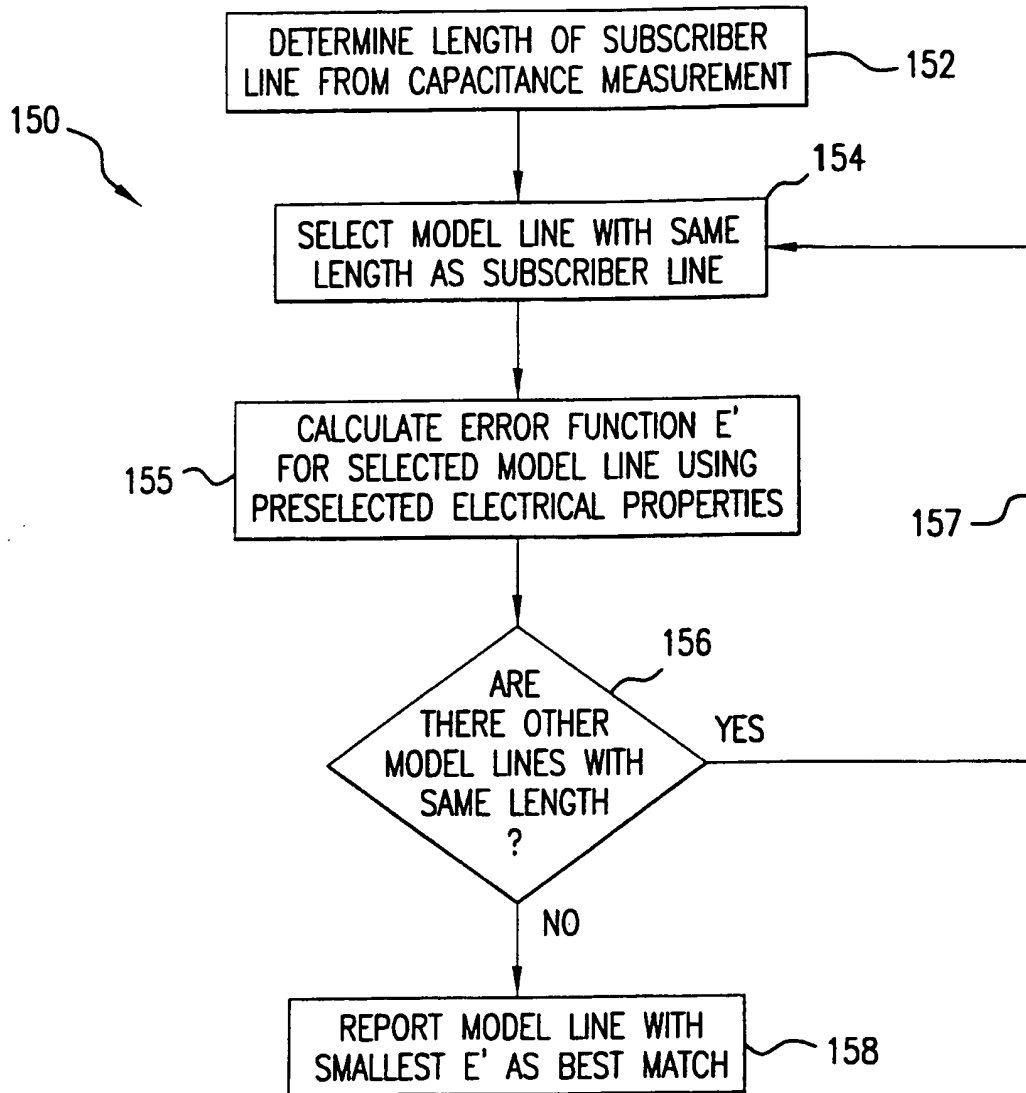 DETERMINE LENGTH OF SUBSCRIBER
LINE FROM CAPACITANCE MEASUREMENT
152
150
154
SELECT MODEL LINE WITH SAME
LENGTH AS SUBSCRIBER LINE
CALCULATE ERROR FUNCTION E'
FOR SELECTED MODEL LINE USING
PRESELECTED ELECTRICAL PROPERTIES
155
157
156
ARE
THERE OTHER
MODEL LINES WITH
SAME LENGTH
?
YES
NO
REPORT MODEL LINE WITH
SMALLEST E' AS BEST MATCH
158